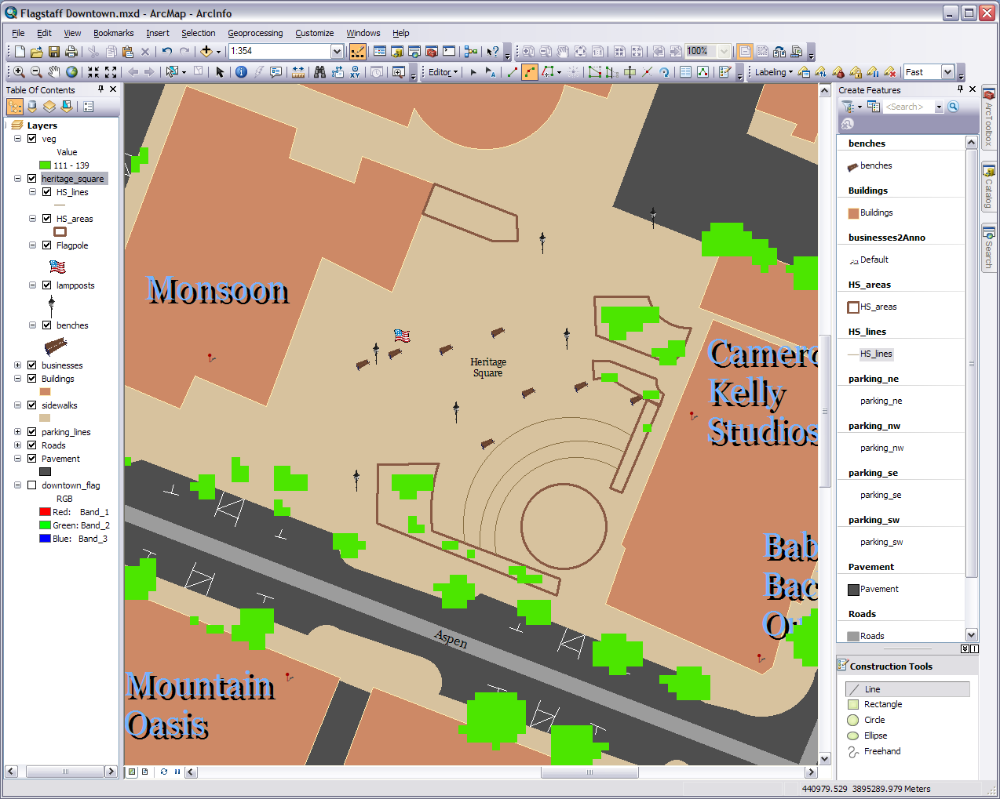 Flagstaff Downtown.mxd - ArcMap - ArcInfo
File Edit View Bookmarks Insert Selection Geoprocessing Customize Windows Help
1:354
100%
Editor
Labeling
Fast
Table Of Contents
Layers
veg
Value
111 - 139
heritage_square
HS_lines
HS_areas
Flagpole
lampposts
benches
businesses
Buildings
sidewalks
parking_lines
Roads
Pavement
downtown_flag
RGB
Red: Band_1
Green: Band_2
Blue: Band_3
Monsoon
Heritage
Square
Camero
Kelly
Studios
Bab
Bac
Ou
Aspen
Mountain
Oasis
Create Features
<Search>
benches
benches
Buildings
Buildings
businesses2Anno
Default
HS_areas
HS_areas
HS_lines
HS_lines
parking_ne
parking_ne
parking_nw
parking_nw
parking_se
parking_se
parking_sw
parking_sw
Pavement
Pavement
Roads
Roads
Construction Tools
Line
Rectangle
Circle
Ellipse
Freehand
ArcToolbox
Catalog
Search
440979.529 3895289.979 Meters